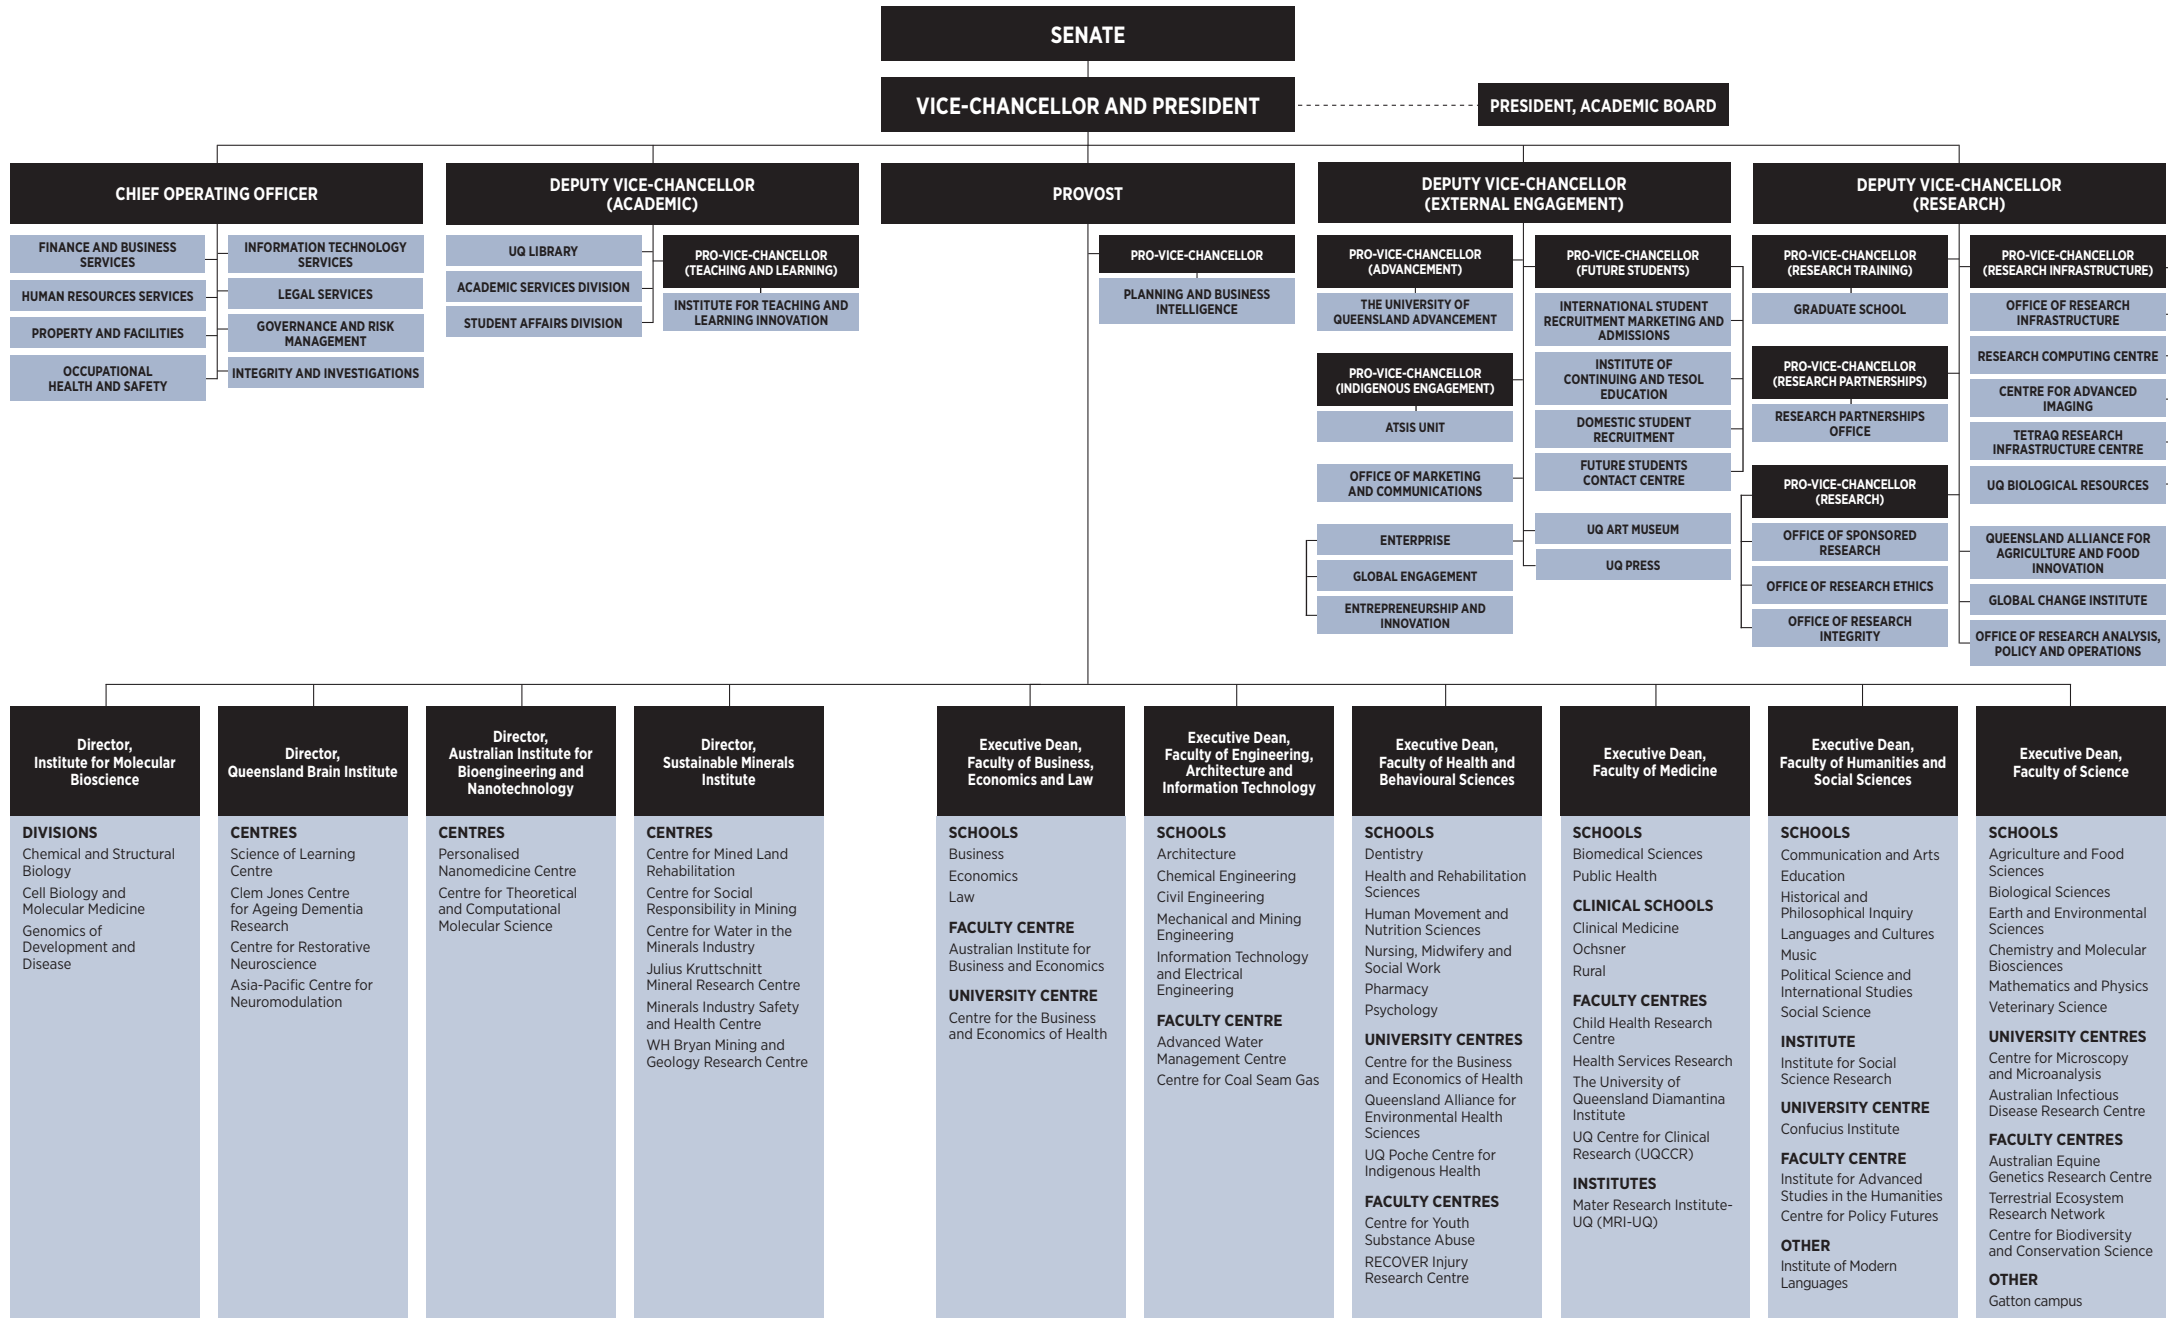 SENATE
VICE-CHANCELLOR AND PRESIDENT
PRESIDENT, ACADEMIC BOARD
CHIEF OPERATING OFFICER
FINANCE AND BUSINESS
SERVICES
HUMAN RESOURCES SERVICES
PROPERTY AND FACILITIES
OCCUPATIONAL
HEALTH AND SAFETY
INFORMATION TECHNOLOGY
SERVICES
LEGAL SERVICES
GOVERNANCE AND RISK
MANAGEMENT
INTEGRITY AND INVESTIGATIONS
DEPUTY VICE-CHANCELLOR
(ACADEMIC)
UQ LIBRARY
ACADEMIC SERVICES DIVISION
STUDENT AFFAIRS DIVISION
PRO-VICE-CHANCELLOR
(TEACHING AND LEARNING)
INSTITUTE FOR TEACHING AND
LEARNING INNOVATION
PROVOST
PRO-VICE-CHANCELLOR
PLANNING AND BUSINESS
INTELLIGENCE
DEPUTY VICE-CHANCELLOR
(EXTERNAL ENGAGEMENT)
PRO-VICE-CHANCELLOR
(ADVANCEMENT)
THE UNIVERSITY OF
QUEENSLAND ADVANCEMENT
PRO-VICE-CHANCELLOR
(INDIGENOUS ENGAGEMENT)
ATSIS UNIT
OFFICE OF MARKETING
AND COMMUNICATIONS
ENTERPRISE
GLOBAL ENGAGEMENT
ENTREPRENEURSHIP AND
INNOVATION
PRO-VICE-CHANCELLOR
(FUTURE STUDENTS)
INTERNATIONAL STUDENT
RECRUITMENT MARKETING AND
ADMISSIONS
INSTITUTE OF
CONTINUING AND TESOL
EDUCATION
DOMESTIC STUDENT
RECRUITMENT
FUTURE STUDENTS
CONTACT CENTRE
UQ ART MUSEUM
UQ PRESS
DEPUTY VICE-CHANCELLOR
(RESEARCH)
PRO-VICE-CHANCELLOR
(RESEARCH TRAINING)
GRADUATE SCHOOL
PRO-VICE-CHANCELLOR
(RESEARCH PARTNERSHIPS)
RESEARCH PARTNERSHIPS
OFFICE
PRO-VICE-CHANCELLOR
(RESEARCH)
OFFICE OF SPONSORED
RESEARCH
OFFICE OF RESEARCH ETHICS
OFFICE OF RESEARCH
INTEGRITY
PRO-VICE-CHANCELLOR
(RESEARCH INFRASTRUCTURE)
OFFICE OF RESEARCH
INFRASTRUCTURE
RESEARCH COMPUTING CENTRE
CENTRE FOR ADVANCED
IMAGING
TETRAQ RESEARCH
INFRASTRUCTURE CENTRE
UQ BIOLOGICAL RESOURCES
QUEENSLAND ALLIANCE FOR
AGRICULTURE AND FOOD
INNOVATION
GLOBAL CHANGE INSTITUTE
OFFICE OF RESEARCH ANALYSIS,
POLICY AND OPERATIONS
Director,
Institute for Molecular
Bioscience
DIVISIONS
Chemical and Structural
Biology
Cell Biology and
Molecular Medicine
Genomics of
Development and
Disease
Director,
Queensland Brain Institute
CENTRES
Science of Learning
Centre
Clem Jones Centre
for Ageing Dementia
Research
Centre for Restorative
Neuroscience
Asia-Pacific Centre for
Neuromodulation
Director,
Australian Institute for
Bioengineering and
Nanotechnology
CENTRES
Personalised
Nanomedicine Centre
Centre for Theoretical
and Computational
Molecular Science
Director,
Sustainable Minerals
Institute
CENTRES
Centre for Mined Land
Rehabilitation
Centre for Social
Responsibility in Mining
Centre for Water in the
Minerals Industry
Julius Kruttschnitt
Mineral Research Centre
Minerals Industry Safety
and Health Centre
WH Bryan Mining and
Geology Research Centre
Executive Dean,
Faculty of Business,
Economics and Law
SCHOOLS
Business
Economics
Law
FACULTY CENTRE
Australian Institute for
Business and Economics
UNIVERSITY CENTRE
Centre for the Business
and Economics of Health
Executive Dean,
Faculty of Engineering,
Architecture and
Information Technology
SCHOOLS
Architecture
Chemical Engineering
Civil Engineering
Mechanical and Mining
Engineering
Information Technology
and Electrical
Engineering
FACULTY CENTRE
Advanced Water
Management Centre
Centre for Coal Seam Gas
Executive Dean,
Faculty of Health and
Behavioural Sciences
SCHOOLS
Dentistry
Health and Rehabilitation
Sciences
Human Movement and
Nutrition Sciences
Nursing, Midwifery and
Social Work
Pharmacy
Psychology
UNIVERSITY CENTRES
Centre for the Business
and Economics of Health
Queensland Alliance for
Environmental Health
Sciences
UQ Poche Centre for
Indigenous Health
FACULTY CENTRES
Centre for Youth
Substance Abuse
RECOVER Injury
Research Centre
Executive Dean,
Faculty of Medicine
SCHOOLS
Biomedical Sciences
Public Health
CLINICAL SCHOOLS
Clinical Medicine
Ochsner
Rural
FACULTY CENTRES
Child Health Research
Centre
Health Services Research
The University of
Queensland Diamantina
Institute
UQ Centre for Clinical
Research (UQCCR)
INSTITUTES
Mater Research Institute-
UQ (MRI-UQ)
Executive Dean,
Faculty of Humanities and
Social Sciences
SCHOOLS
Communication and Arts
Education
Historical and
Philosophical Inquiry
Languages and Cultures
Music
Political Science and
International Studies
Social Science
INSTITUTE
Institute for Social
Science Research
UNIVERSITY CENTRE
Confucius Institute
FACULTY CENTRE
Institute for Advanced
Studies in the Humanities
Centre for Policy Futures
OTHER
Institute of Modern
Languages
Executive Dean,
Faculty of Science
SCHOOLS
Agriculture and Food
Sciences
Biological Sciences
Earth and Environmental
Sciences
Chemistry and Molecular
Biosciences
Mathematics and Physics
Veterinary Science
UNIVERSITY CENTRES
Centre for Microscopy
and Microanalysis
Australian Infectious
Disease Research Centre
FACULTY CENTRES
Australian Equine
Genetics Research Centre
Terrestrial Ecosystem
Research Network
Centre for Biodiversity
and Conservation Science
OTHER
Gatton campus